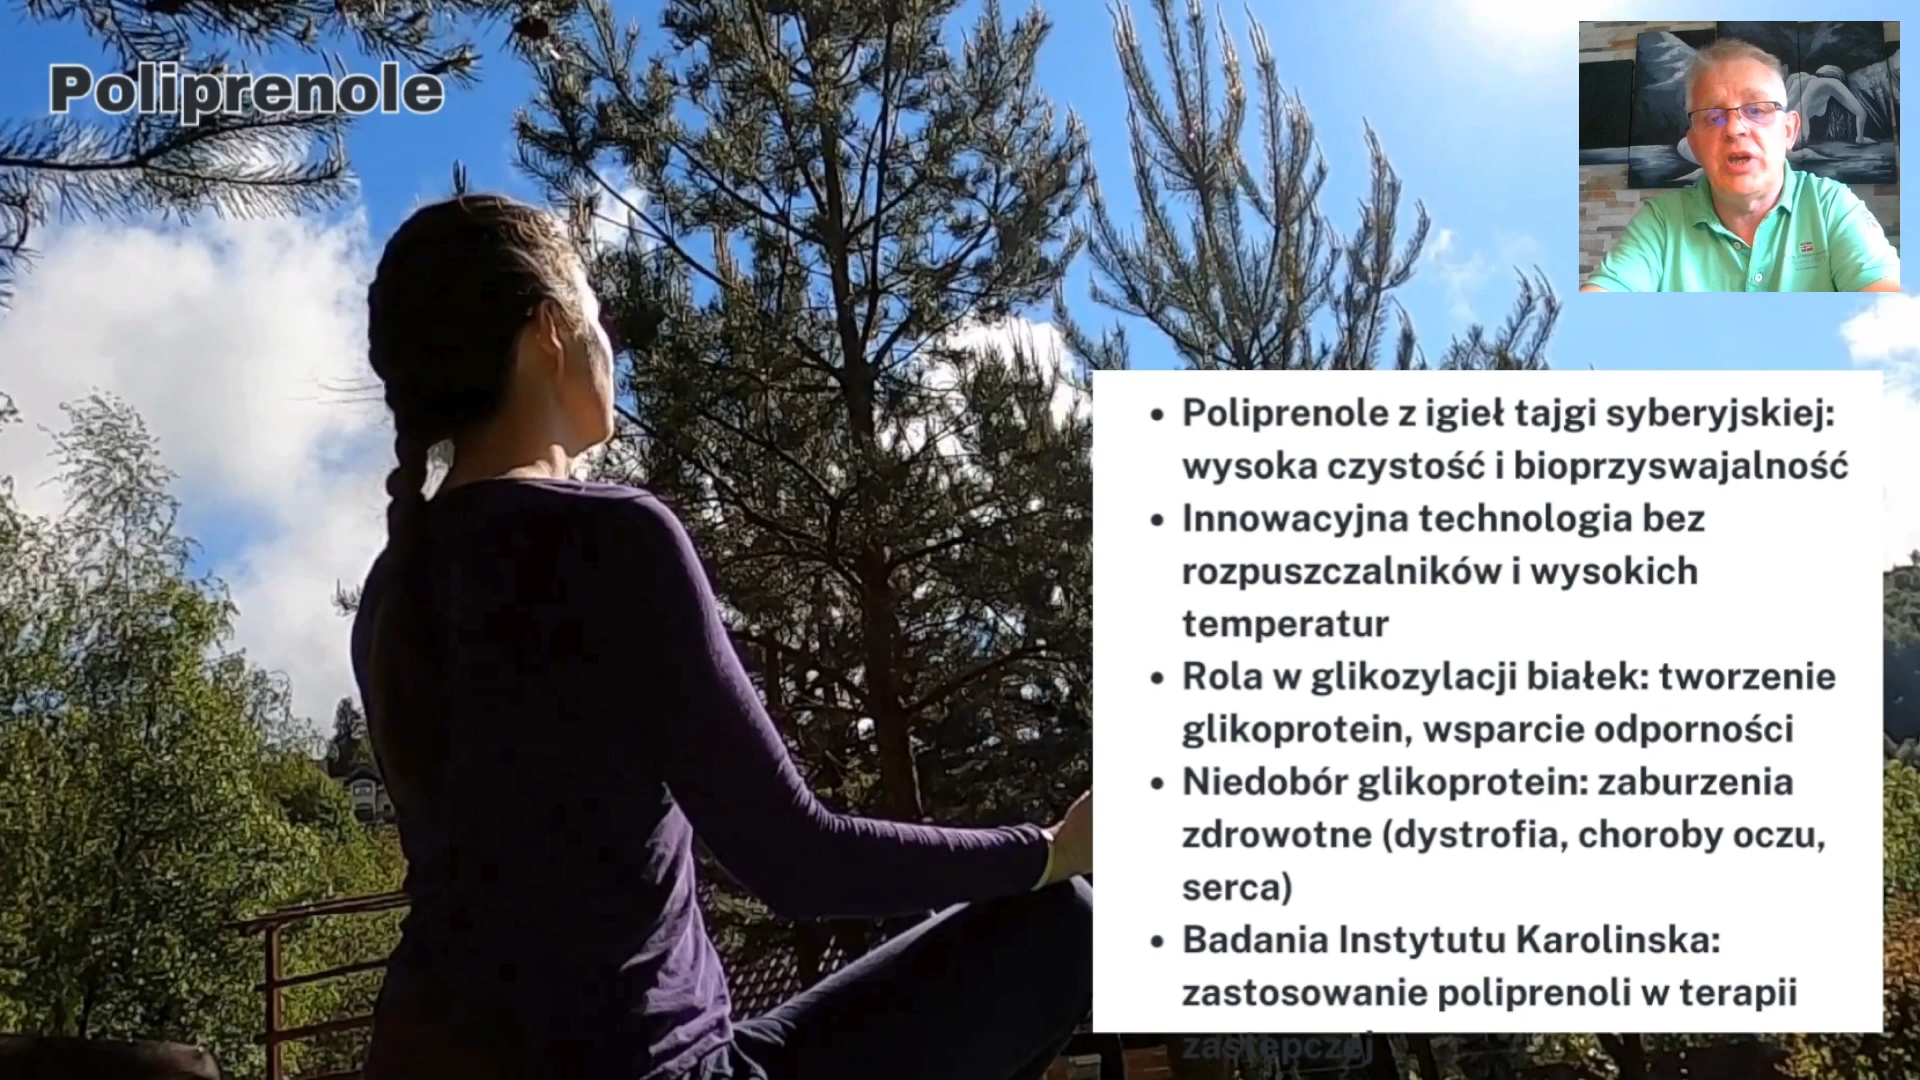 Poliprenole
• Poliprenole z igieł tajgi syberyjskiej:
wysoka czystość i bioprzyswajalność
• Innowacyjna technologia bez
rozpuszczalników i wysokich
temperatur
• Rola w glikozylacji białek: tworzenie
glikoprotein, wsparcie odporności
• Niedobór glikoprotein: zaburzenia
zdrowotne (dystrofia, choroby oczu,
serca)
• Badania Instytutu Karolinska:
zastosowanie poliprenoli w terapii
zastępczej